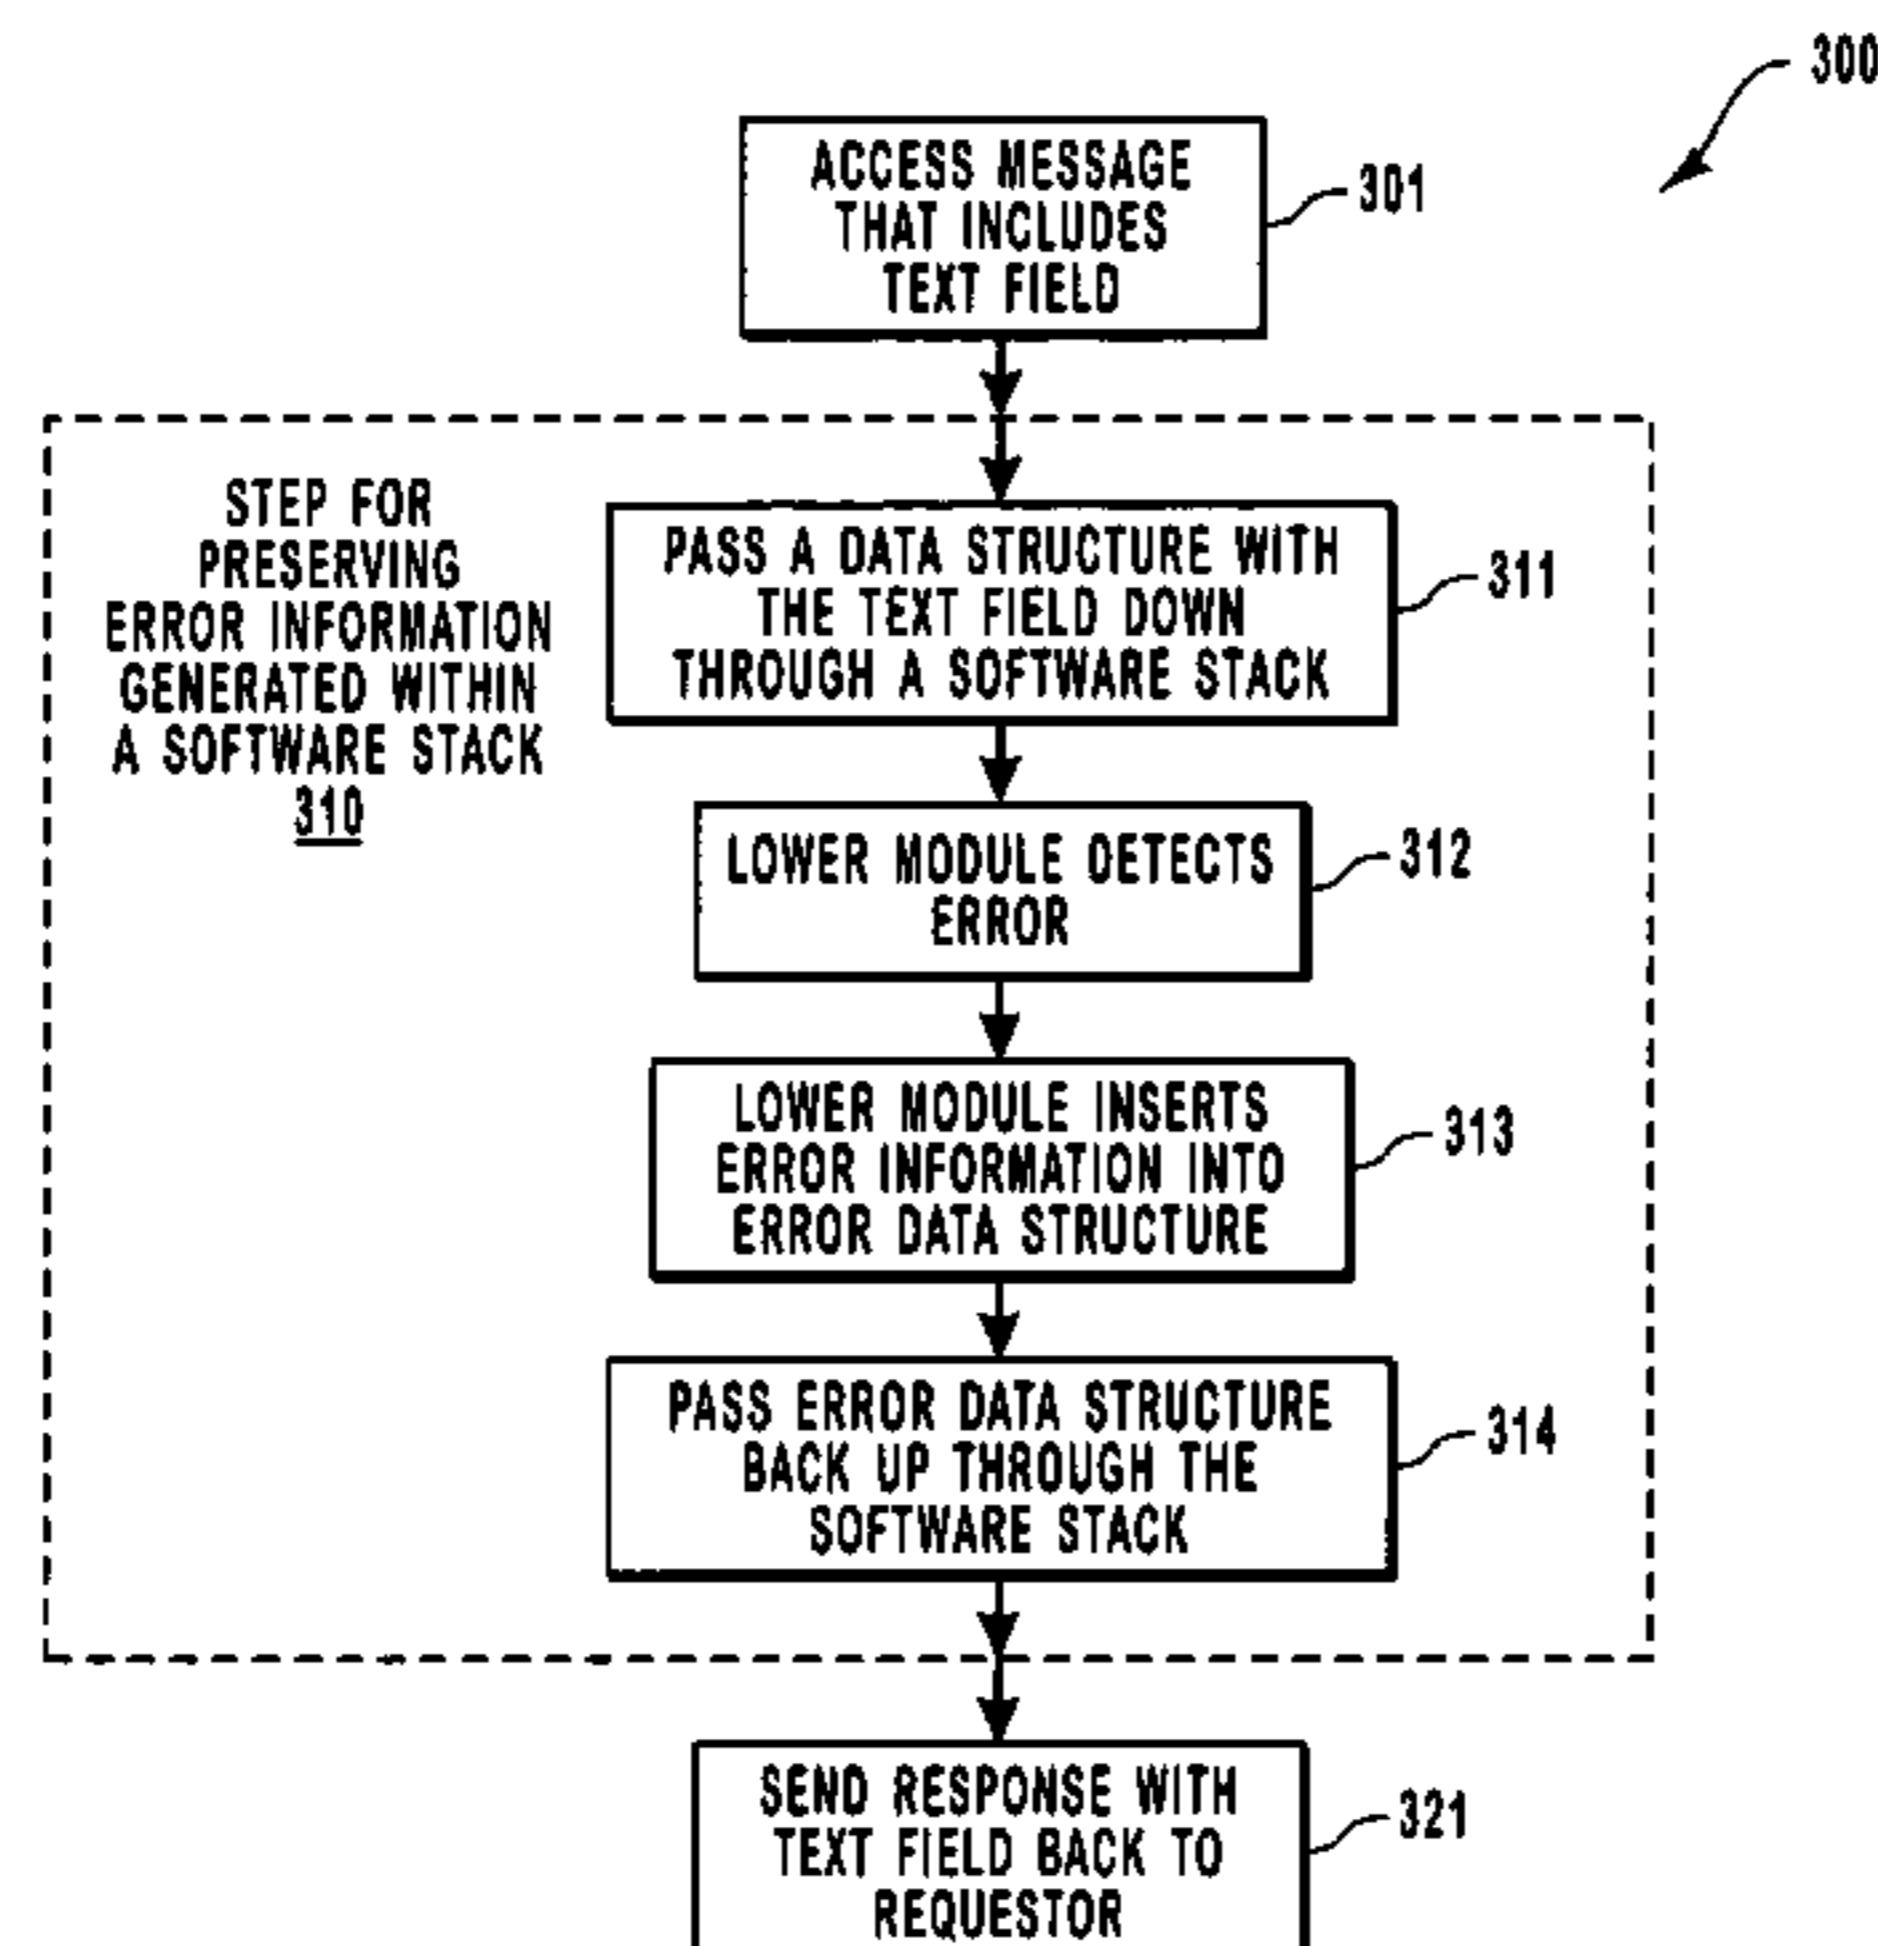 300
ACCESS MESSAGE
THAT INCLUDES
TEXT FIELD
301
STEP FOR
PRESERVING
ERROR INFORMATION
GENERATED WITHIN
A SOFTWARE STACK
310
PASS A DATA STRUCTURE WITH
THE TEXT FIELD DOWN
THROUGH A SOFTWARE STACK
311
LOWER MODULE DETECTS
ERROR
312
LOWER MODULE INSERTS
ERROR INFORMATION INTO
ERROR DATA STRUCTURE
313
PASS ERROR DATA STRUCTURE
BACK UP THROUGH THE
SOFTWARE STACK
314
SEND RESPONSE WITH
TEXT FIELD BACK TO
REQUESTOR
321